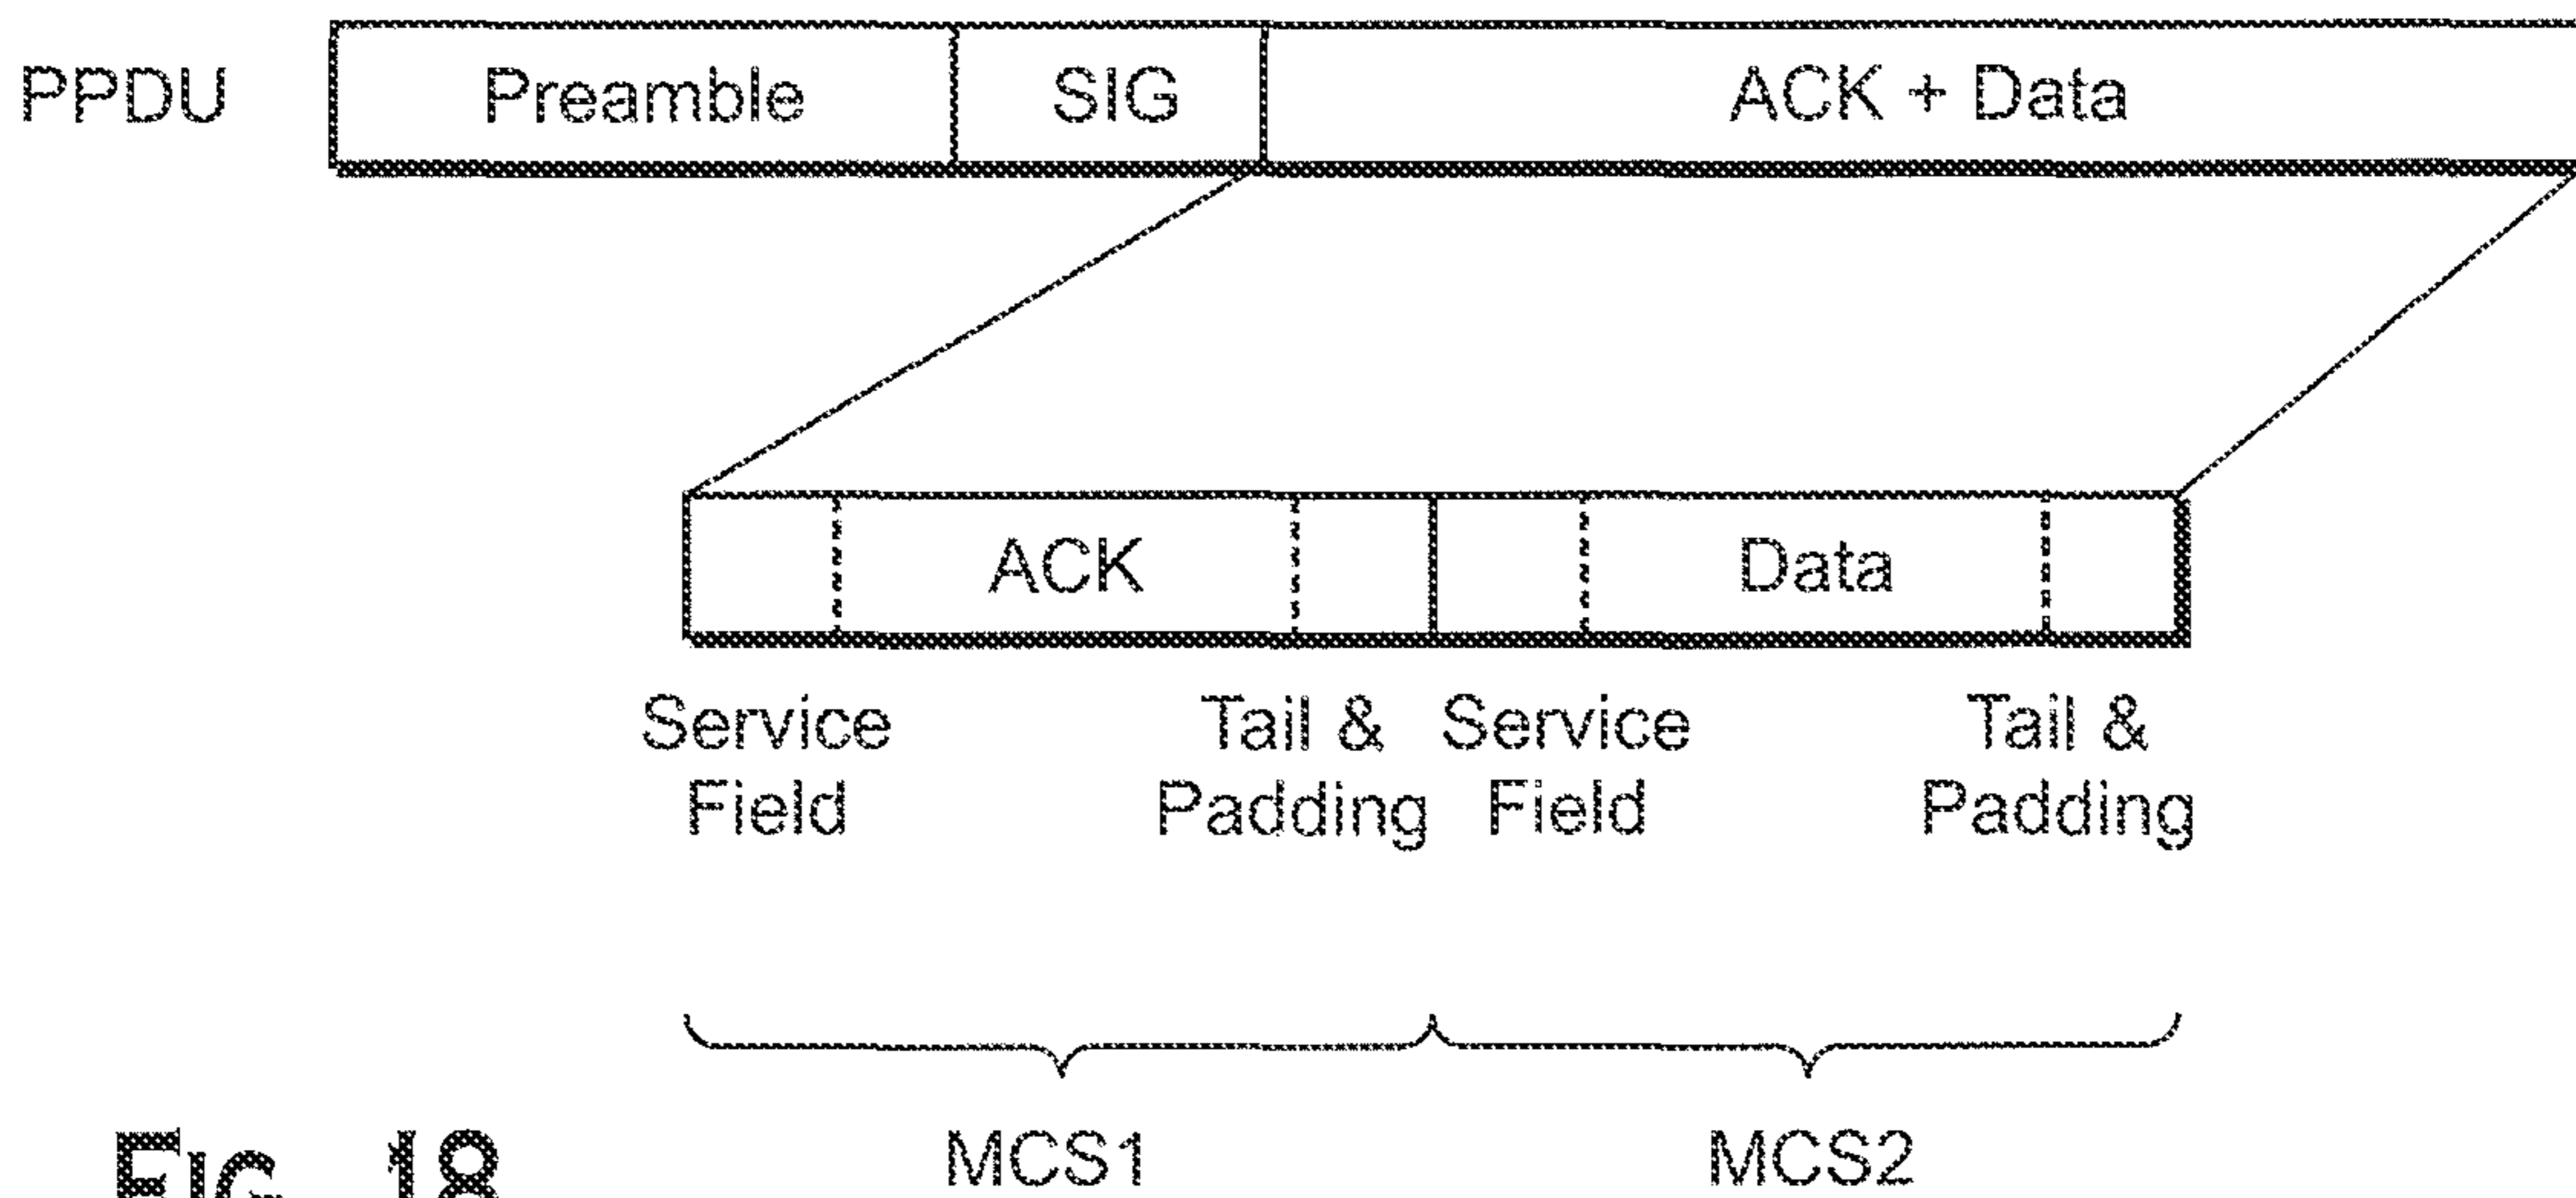 PPDU Preamble SIG ACK + Data
ACK Data
Service Field Tail & Padding Service Field Tail & Padding
MCS1 MCS2
FIG. 18